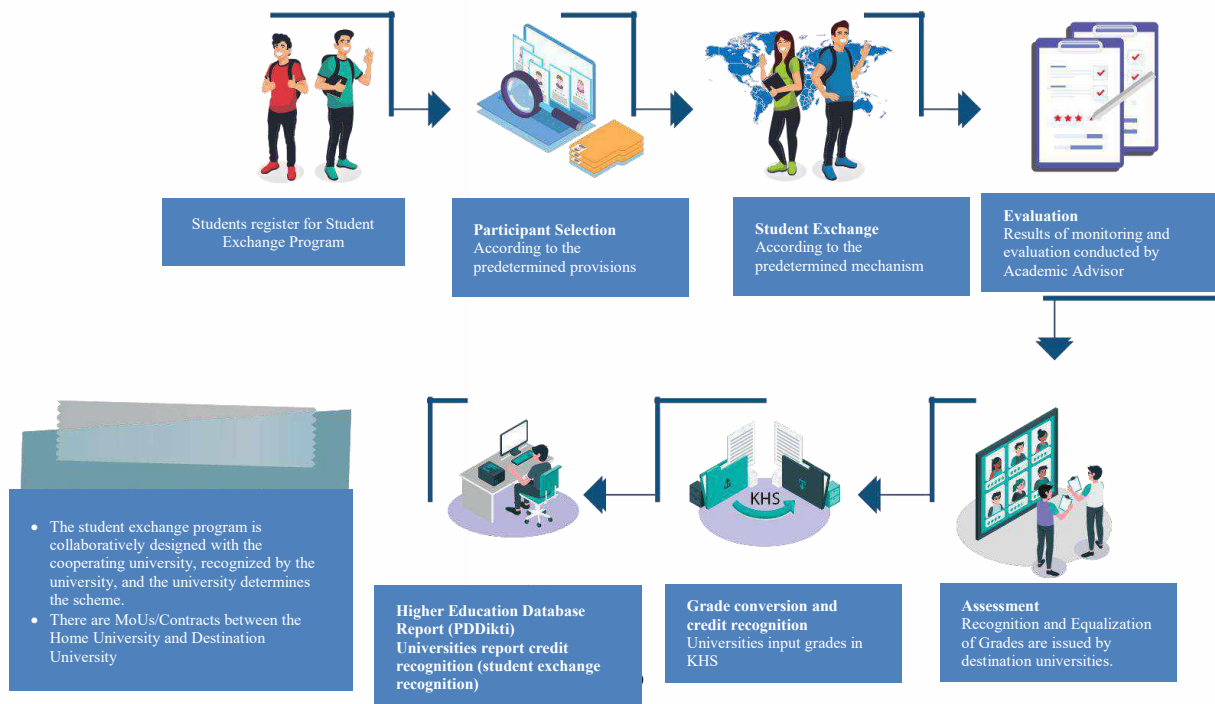 Students register for Student
Exchange Program
Participant Selection
According to the
predetermined provisions
Student Exchange
According to the
predetermined mechanism
Evaluation
Results of monitoring and
evaluation conducted by
Academic Advisor
Assessment
Recognition and Equalization
of Grades are issued by
destination universities.
KHS
Grade conversion and
credit recognition
Universities input grades in
KHS
Higher Education Database
Report (PDDikti)
Universities report credit
recognition (student exchange
recognition)
• The student exchange program is
collaboratively designed with the
cooperating university, recognized by the
university, and the university determines
the scheme.
• There are MoUs/Contracts between the
Home University and Destination
University